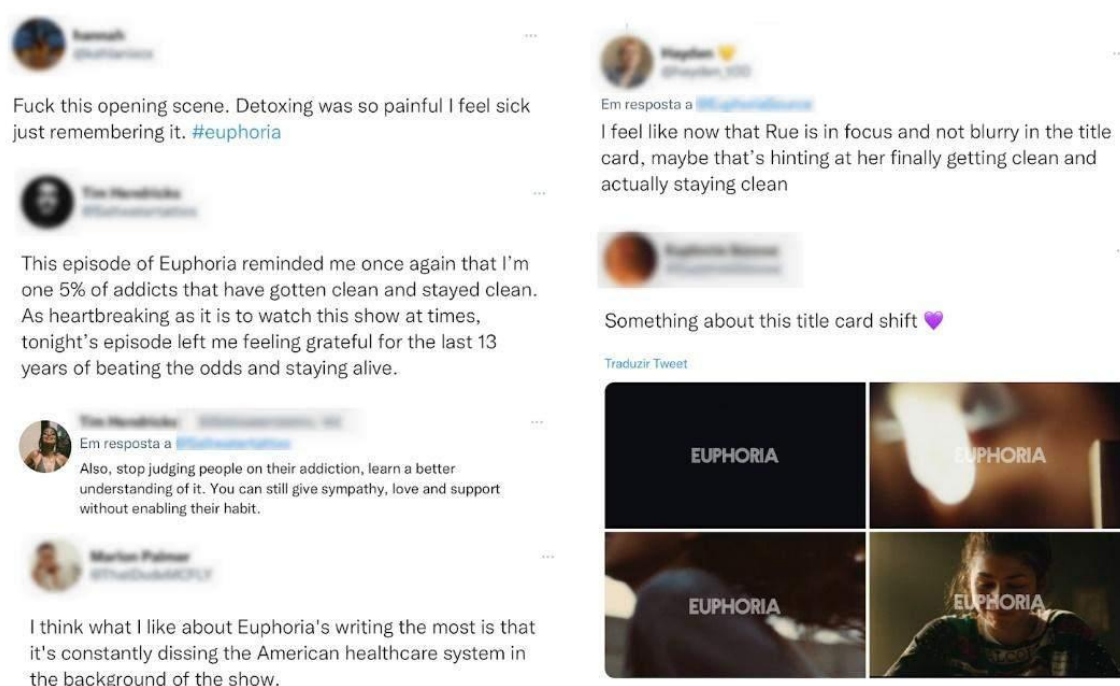 Fuck this opening scene. Detoxing was so painful I feel sick
just remembering it. #euphoria
This episode of Euphoria reminded me once again that I'm
one 5% of addicts that have gotten clean and stayed clean.
As heartbreaking as it is to watch this show at times,
tonight's episode left me feeling grateful for the last 13
years of beating the odds and staying alive.
Em resposta a
Also, stop judging people on their addiction, learn a better
understanding of it. You can still give sympathy, love and support
without enabling their habit.
I think what I like about Euphoria's writing the most is that
it's constantly dissing the American healthcare system in
the background of the show.
Em resposta a
I feel like now that Rue is in focus and not blurry in the title
card, maybe that's hinting at her finally getting clean and
actually staying clean
Something about this title card shift 💜
Traduzir Tweet
EUPHORIA
EUPHORIA
EUPHORIA
EUPHORIA